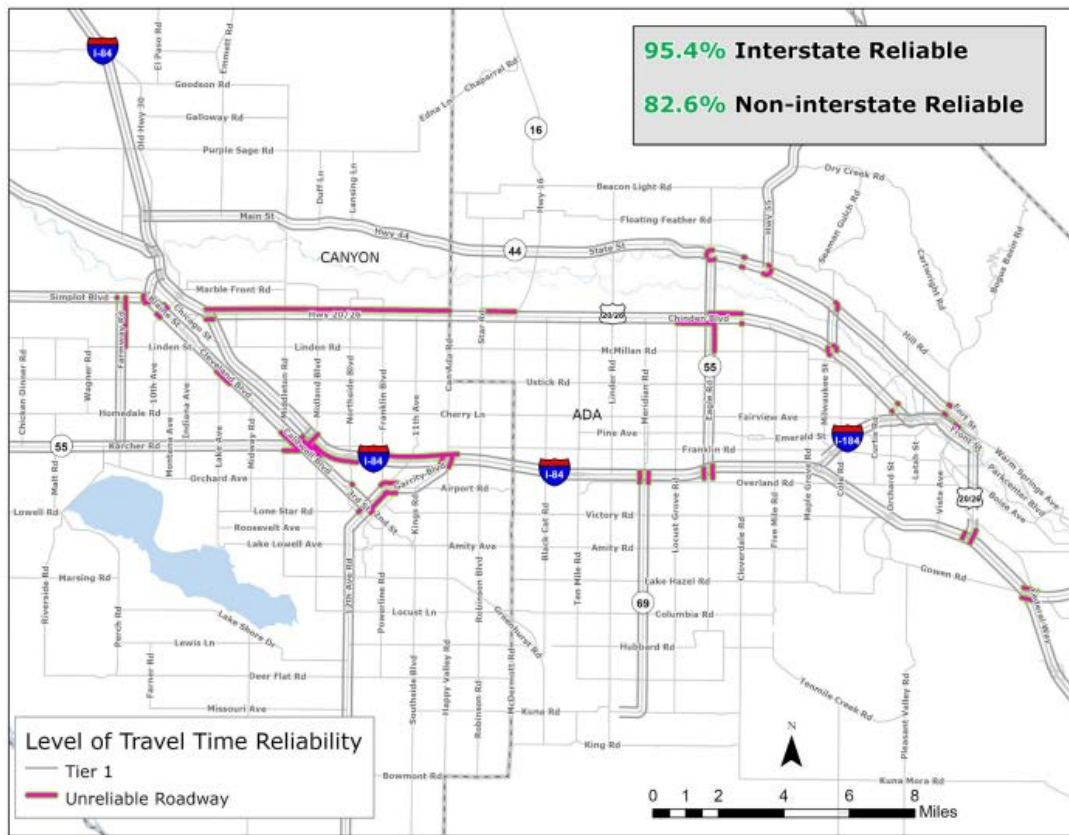 95.4% Interstate Reliable
82.6% Non-interstate Reliable
I-84
El Paso Rd
Emmett Rd
Goodson Rd
Old Hwy 30
Galloway Rd
Edna Ln
Chaparral Rd
16
Purple Sage Rd
Duff Ln
Lansing Ln
Hwy 16
Beacon Light Rd
Hwy 55
Dry Creek Rd
Seaman Gulch Rd
Cartwright Rd
Bogus Basin Rd
Main St
Hwy 44
44
State St
Floating Feather Rd
CANYON
Simplot Blvd
Marble Front Rd
Hwy 20/26
20/26
Chinden Blvd
Star Rd
Can-Ada Rd
Farmway Rd
Blaine St
Chicago St
Linden St
Linden Rd
Cleveland Blvd
McMillan Rd
Hill Rd
Chicken Dinner Rd
Wagner Rd
10th Ave
Indiana Ave
Montana Ave
Middleton Rd
Midland Blvd
Northside Blvd
Franklin Blvd
11th Ave
Ustick Rd
Linder Rd
Meridian Rd
55
Eagle Rd
Milwaukee St
Homedale Rd
Cherry Ln
ADA
Pine Ave
Fairview Ave
Emerald St
I-184
Curtis Rd
Fort St
Front St
55
Karcher Rd
Lake Ave
Midway Rd
Caldwell Blvd
I-84
Garrity Blvd
I-84
Franklin Rd
Overland Rd
Maple Grove Rd
Cole Rd
Orchard St
Latah St
Vista Ave
20/26
Warm Springs Ave
Parkcenter Blvd
Boise Ave
Malt Rd
Orchard Ave
3rd St
2nd St
Kings Rd
Airport Rd
Lowell Rd
Lone Star Rd
Roosevelt Ave
Lake Lowell Ave
Victory Rd
Amity Ave
Amity Rd
Black Cat Rd
Ten Mile Rd
Locust Grove Rd
Cloverdale Rd
Five Mile Rd
Gowen Rd
Federal Way
Riverside Rd
Marsing Rd
Perch Rd
Lake Shore Dr
12th Ave Rd
Powerline Rd
Locust Ln
Robinson Blvd
Greenhurst Rd
Lake Hazel Rd
69
Columbia Rd
Hubbard Rd
Lewis Ln
Farner Rd
Deer Flat Rd
Missouri Ave
Southside Blvd
Happy Valley Rd
Robinson Rd
McDermott Rd
Kuna Rd
King Rd
Tenmile Creek Rd
Pleasant Valley Rd
Bowmont Rd
Kuna Mora Rd
Level of Travel Time Reliability
Tier 1
Unreliable Roadway
N
0 1 2 4 6 8
Miles